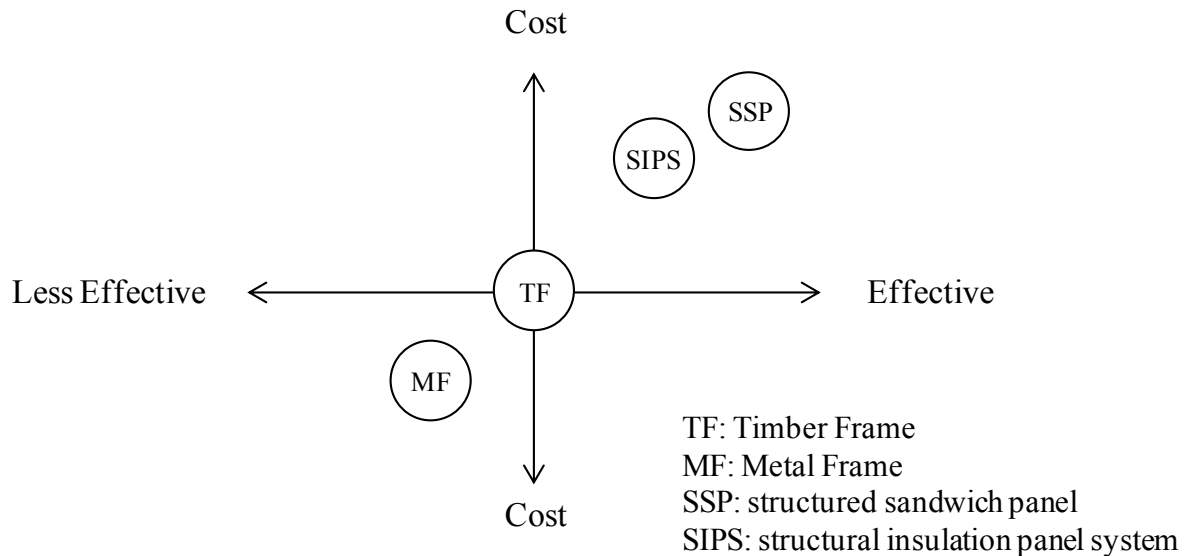 Cost
SSP
SIPS
Less Effective
TF
Effective
MF
TF: Timber Frame
MF: Metal Frame
SSP: structured sandwich panel
Cost
SIPS: structural insulation panel system